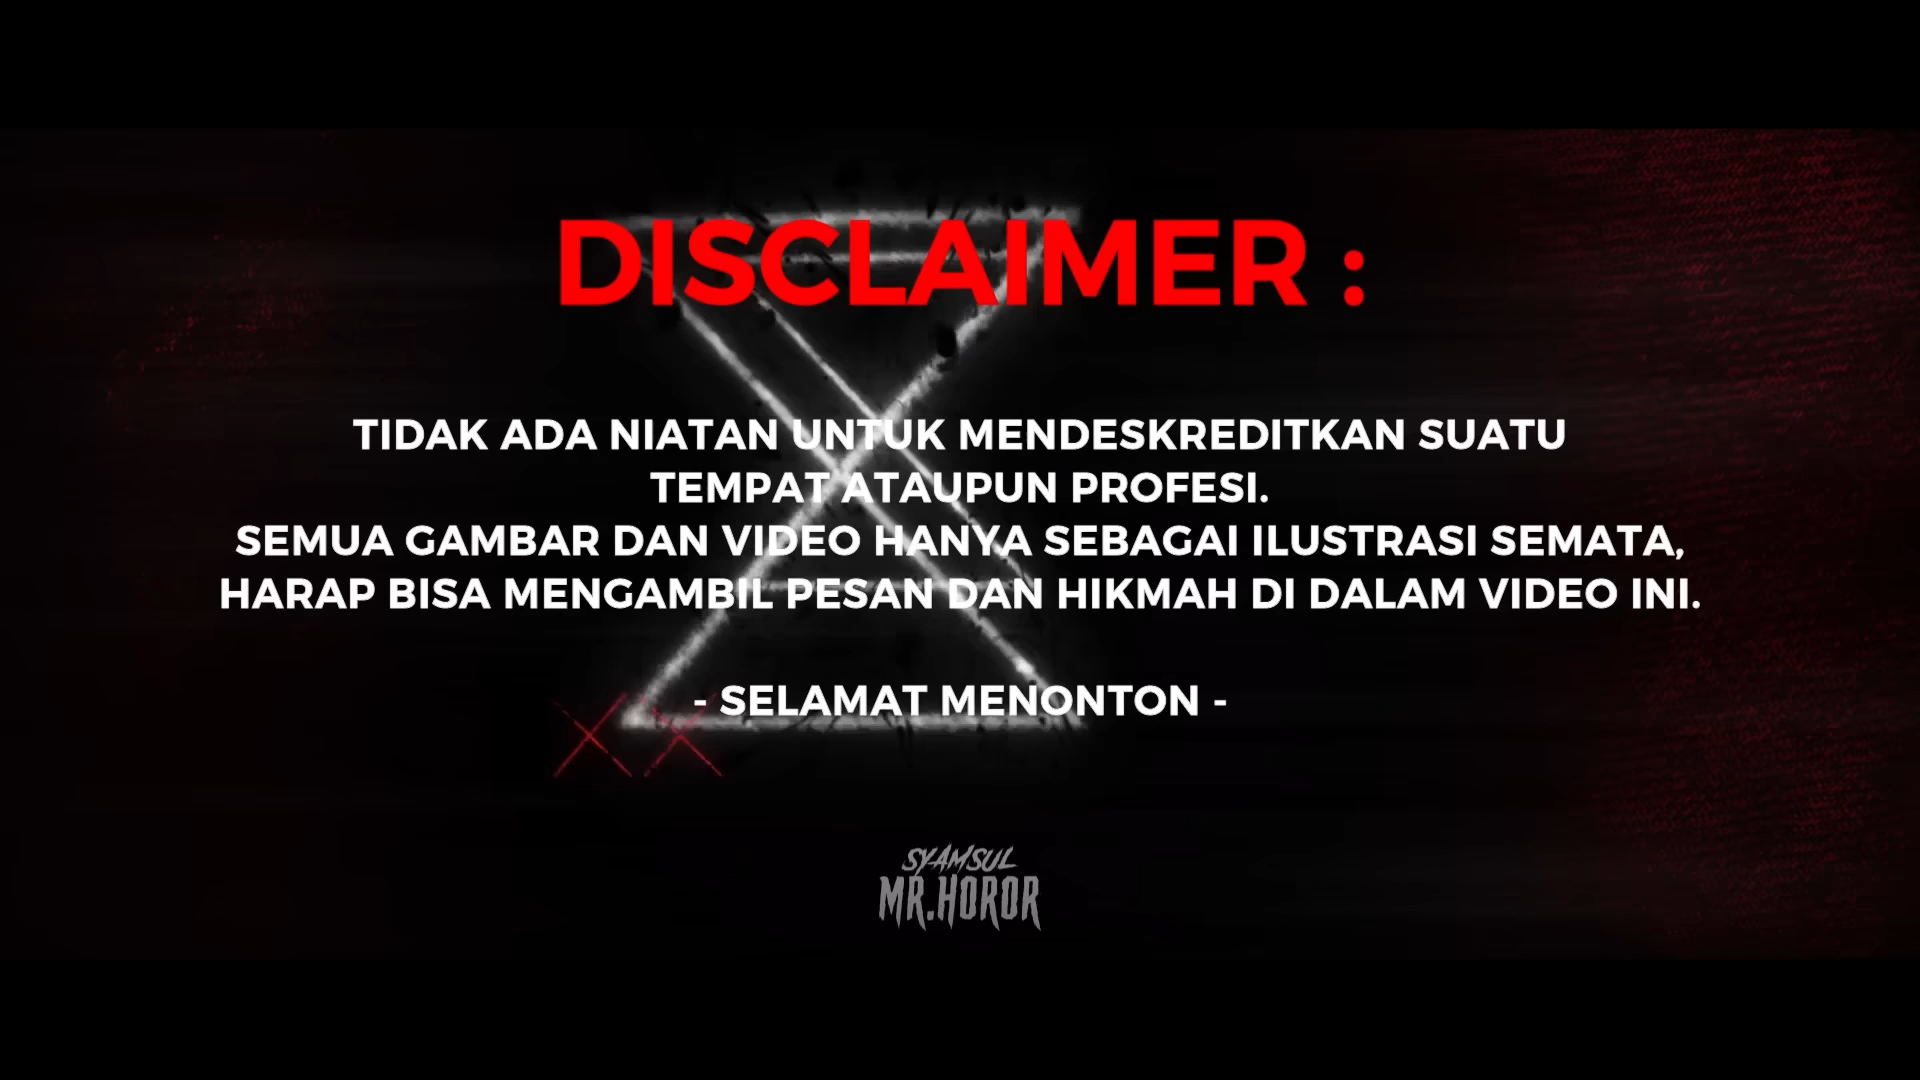 DISCLAIMER :
TIDAK ADA NIATAN UNTUK MENDESKREDITKAN SUATU
TEMPAT ATAUPUN PROFESI.
SEMUA GAMBAR DAN VIDEO HANYA SEBAGAI ILUSTRASI SEMATA,
HARAP BISA MENGAMBIL PESAN DAN HIKMAH DI DALAM VIDEO INI.
- SELAMAT MENONTON -
SYAMSUL
MR.HOROR